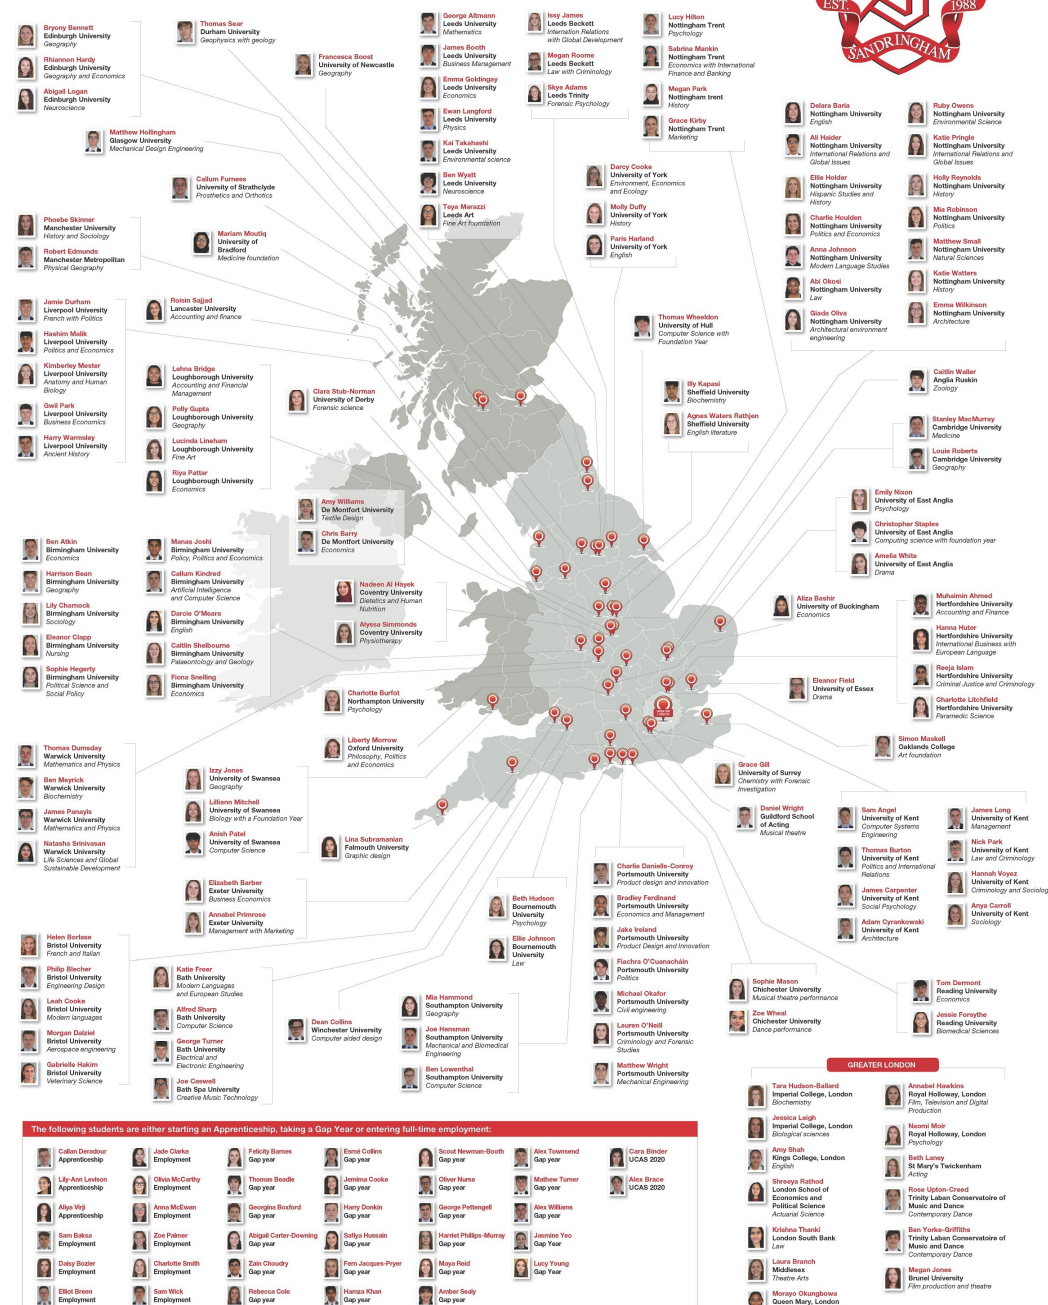 EST. 1988
SANDRINGHAM
Bryony Bennett
Edinburgh University
Geography
Rhiannon Hardy
Edinburgh University
Geography and Economics
Abigail Logan
Edinburgh University
Neuroscience
Thomas Sear
Durham University
Geophysics with geology
Francesca Boost
University of Newcastle
Geography
Matthew Hollingham
Glasgow University
Mechanical Design Engineering
Callum Furness
University of Strathclyde
Prosthetics and Orthotics
Phoebe Skinner
Manchester University
History and Sociology
Robert Edmunds
Manchester Metropolitan
Physical Geography
Mariam Moutiq
University of
Bradford
Medicine foundation
George Altmann
Leeds University
Mathematics
James Booth
Leeds University
Business Management
Emma Goldingay
Leeds University
Economics
Ewan Langford
Leeds University
Physics
Kai Takahashi
Leeds University
Environmental science
Ben Wyatt
Leeds University
Neuroscience
Teya Marazzi
Leeds Art
Fine Art foundation
Issy James
Leeds Beckett
Internation Relations
with Global Development
Megan Roome
Leeds Beckett
Law with Criminology
Skye Adams
Leeds Trinity
Forensic Psychology
Lucy Hilton
Nottingham Trent
Psychology
Sabrina Mankin
Nottingham Trent
Economics with International
Finance and Banking
Megan Park
Nottingham trent
History
Grace Kirby
Nottingham Trent
Marketing
Darcy Cooke
University of York
Environment, Economics
and Ecology
Molly Duffy
University of York
History
Paris Harland
University of York
English
Delara Baria
Nottingham University
English
Ali Haider
Nottingham University
International Relations and
Global Issues
Ellie Holder
Nottingham University
Hispanic Studies and
History
Charlie Houlden
Nottingham University
Politics and Economics
Anna Johnson
Nottingham University
Modern Language Studies
Abi Okosi
Nottingham University
Law
Giada Oliva
Nottingham University
Architectural environment
engineering
Ruby Owens
Nottingham University
Environmental Science
Katie Pringle
Nottingham University
International Relations and
Global Issues
Holly Reynolds
Nottingham University
History
Mia Robinson
Nottingham University
Politics
Matthew Small
Nottingham University
Natural Sciences
Katie Watters
Nottingham University
History
Emma Wilkinson
Nottingham University
Architecture
Jamie Durham
Liverpool University
French with Politics
Hashim Malik
Liverpool University
Politics and Economics
Kimberley Mester
Liverpool University
Anatomy and Human
Biology
Gwil Park
Liverpool University
Business Economics
Harry Warmsley
Liverpool University
Ancient History
Roisin Sajjad
Lancaster University
Accounting and finance
Lehna Bridge
Loughborough University
Accounting and Financial
Management
Polly Gupta
Loughborough University
Geography
Lucinda Lineham
Loughborough University
Fine Art
Riya Pattar
Loughborough University
Economics
Clara Stub-Norman
University of Derby
Forensic science
Thomas Wheeldon
University of Hull
Computer Science with
Foundation Year
Illy Kapasi
Sheffield University
Biochemistry
Agnes Waters Rathjen
Sheffield University
English literature
Caitlin Waller
Anglia Ruskin
Zoology
Stanley MacMurray
Cambridge University
Medicine
Louie Roberts
Cambridge University
Geography
Emily Nixon
University of East Anglia
Psychology
Christopher Staples
University of East Anglia
Computing science with foundation year
Amelia White
University of East Anglia
Drama
Amy Williams
De Montfort University
Textile Design
Chris Barry
De Montfort University
Economics
Ben Atkin
Birmingham University
Economics
Harrison Bean
Birmingham University
Geography
Lily Charnock
Birmingham University
Sociology
Eleanor Clapp
Birmingham University
Nursing
Sophie Hegerty
Birmingham University
Political Science and
Social Policy
Manas Joshi
Birmingham University
Policy, Politics and Economics
Callum Kindred
Birmingham University
Artificial Intelligence
and Computer Science
Darcie O'Meara
Birmingham University
English
Caitlin Shelbourne
Birmingham University
Palaeontology and Geology
Fiona Snelling
Birmingham University
Economics
Nadeen Al Hayek
Coventry University
Dietetics and Human
Nutrition
Alyssa Simmonds
Coventry University
Physiotherapy
Charlotte Burfot
Northampton University
Psychology
Liberty Morrow
Oxford University
Philosophy, Politics
and Economics
Aliza Bashir
University of Buckingham
Economics
Muhaimin Ahmed
Hertfordshire University
Accounting and Finance
Hanna Huter
Hertfordshire University
International Business with
European Language
Reeja Islam
Hertfordshire University
Criminal Justice and Criminology
Charlotte Litchfield
Hertfordshire University
Paramedic Science
Eleanor Field
University of Essex
Drama
Simon Maskell
Oaklands College
Art foundation
Thomas Dumsday
Warwick University
Mathematics and Physics
Ben Meyrick
Warwick University
Biochemistry
James Panayis
Warwick University
Mathematics and Physics
Natasha Srinivasan
Warwick University
Life Sciences and Global
Sustainable Development
Izzy Jones
University of Swansea
Geography
Lilliann Mitchell
University of Swansea
Biology with a Foundation Year
Anish Patel
University of Swansea
Computer Science
Lina Subramanian
Falmouth University
Graphic design
Elizabeth Barber
Exeter University
Business Economics
Annabel Primrose
Exeter University
Management with Marketing
Grace Gill
University of Surrey
Chemistry with Forensic
Investigation
Daniel Wright
Guildford School
of Acting
Musical theatre
Sam Angel
University of Kent
Computer Systems
Engineering
Thomas Burton
University of Kent
Politics and International
Relations
James Carpenter
University of Kent
Social Psychology
Adam Cyrankowski
University of Kent
Architecture
James Long
University of Kent
Management
Nick Park
University of Kent
Law and Criminology
Hannah Voyez
University of Kent
Criminology and Sociolog
Anya Carroll
University of Kent
Sociology
Helen Borlase
Bristol University
French and Italian
Philip Blecher
Bristol University
Engineering Design
Leah Cooke
Bristol University
Modern languages
Morgan Dalziel
Bristol University
Aerospace engineering
Gabrielle Hakim
Bristol University
Veterinary Science
Katie Freer
Bath University
Modern Languages
and European Studies
Alfred Sharp
Bath University
Computer Science
George Turner
Bath University
Electrical and
Electronic Engineering
Joe Caswell
Bath Spa University
Creative Music Technology
Dean Collins
Winchester University
Computer aided design
Mia Hammond
Southampton University
Geography
Joe Hensman
Southampton University
Mechanical and Biomedical
Engineering
Ben Lowenthal
Southampton University
Computer Science
Beth Hudson
Bournemouth
University
Psychology
Ellie Johnson
Bournemouth
University
Law
Charlie Daniells-Conroy
Portsmouth University
Product design and innovation
Bradley Ferdinand
Portsmouth University
Economics and Management
Jake Ireland
Portsmouth University
Product Design and Innovation
Fiachra O'Cuanacháin
Portsmouth University
Politics
Michael Okafor
Portsmouth University
Civil engineering
Lauren O'Neill
Portsmouth University
Criminology and Forensic
Studies
Matthew Wright
Portsmouth University
Mechanical Engineering
Sophie Mason
Chichester University
Musical theatre performance
Zoe Wheal
Chichester University
Dance performance
Tom Dermont
Reading University
Economics
Jessie Forsythe
Reading University
Biomedical Sciences
GREATER LONDON
Tara Hudson-Ballard
Imperial College, London
Biochemistry
Jessica Leigh
Imperial College, London
Biological sciences
Amy Shah
Kings College, London
English
Shreeya Rathod
London School of
Economics and
Political Science
Actuarial Science
Krishna Thanki
London South Bank
Law
Laura Branch
Middlesex
Theatre Arts
Morayo Okungbowa
Queen Mary, London
Annabel Hawkins
Royal Holloway, London
Film, Television and Digital
Production
Naomi Moir
Royal Holloway, London
Psychology
Beth Laney
St Mary's Twickenham
Acting
Rose Upton-Creed
Trinity Laban Conservatoire of
Music and Dance
Contemporary Dance
Ben Yorke-Griffiths
Trinity Laban Conservatoire of
Music and Dance
Contemporary Dance
Megan Jones
Brunel University
Film production and theatre
The following students are either starting an Apprenticeship, taking a Gap Year or entering full-time employment:
Callan Deradour
Apprenticeship
Lily-Ann Levison
Apprenticeship
Aliya Virji
Apprenticeship
Sam Baksa
Employment
Daisy Bozier
Employment
Elliot Breen
Employment
Jade Clarke
Employment
Olivia McCarthy
Employment
Anna McEwan
Employment
Zoe Palmer
Employment
Charlotte Smith
Employment
Sam Wick
Employment
Felicity Barnes
Gap year
Thomas Beadle
Gap year
Georgina Boxford
Gap year
Abigail Carter-Downing
Gap year
Zain Choudry
Gap year
Rebecca Cole
Gap year
Esmé Collins
Gap year
Jemima Cooke
Gap year
Harry Donkin
Gap year
Safiya Hussain
Gap year
Fern Jacques-Pryer
Gap year
Hamza Khan
Gap year
Scout Newman-Booth
Gap year
Oliver Nurse
Gap year
George Pettengell
Gap year
Harriet Phillips-Murray
Gap year
Maya Reid
Gap year
Amber Sealy
Gap year
Alex Townsend
Gap year
Mathew Turner
Gap year
Alex Williams
Gap year
Jasmine Yeo
Gap Year
Lucy Young
Gap Year
Cara Binder
UCAS 2020
Alex Brace
UCAS 2020